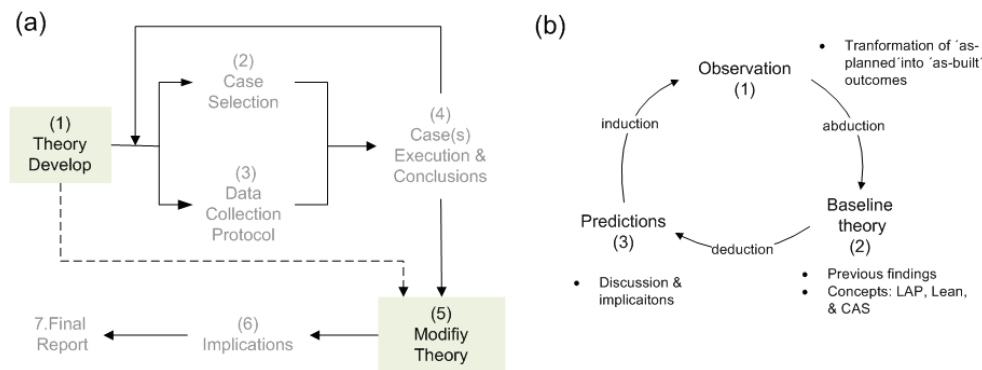 (a)
(1)
Theory
Develop
(2)
Case
Selection
(3)
Data
Collection
Protocol
(4)
Case(s)
Execution &
Conclusions
(5)
Modifiy
Theory
(6)
Implications
7.Final
Report
(b)
Observation
(1)
• Tranformation of ´as-
planned´into ´as-built´
outcomes
abduction
Baseline
theory
(2)
• Previous findings
• Concepts: LAP, Lean,
& CAS
deduction
Predictions
(3)
• Discussion &
implicaitons
induction